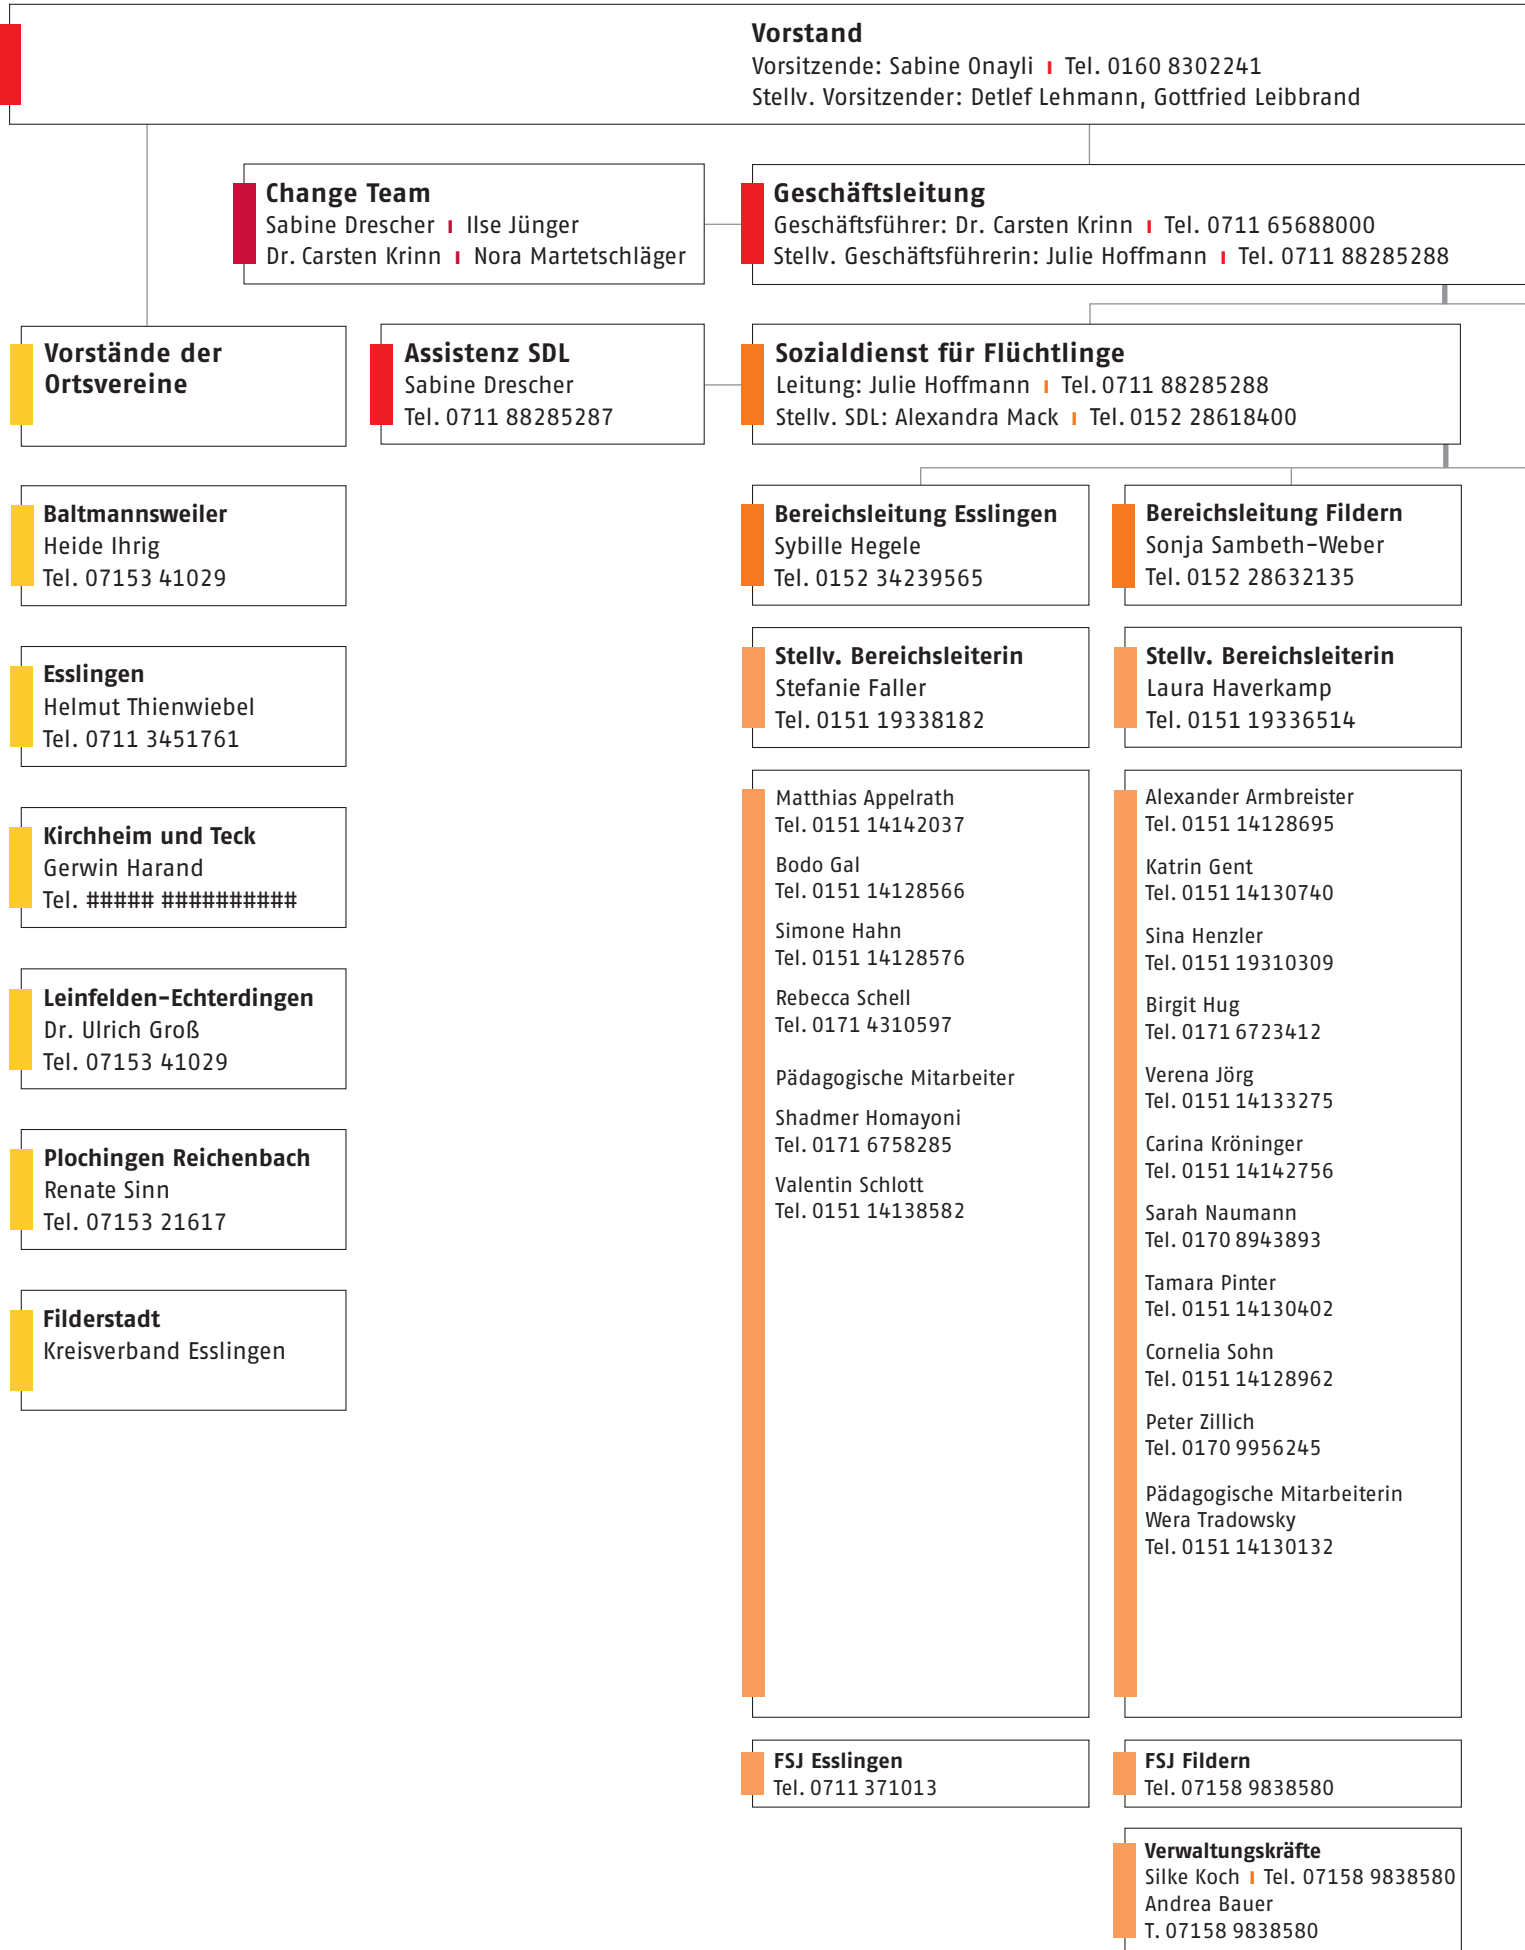 Vorstand
Vorsitzende: Sabine Onayli ı Tel. 0160 8302241
Stellv. Vorsitzender: Detlef Lehmann, Gottfried Leibbrand
Change Team
Sabine Drescher ı Ilse Jünger
Dr. Carsten Krinn ı Nora Martetschläger
Geschäftsleitung
Geschäftsführer: Dr. Carsten Krinn ı Tel. 0711 65688000
Stellv. Geschäftsführerin: Julie Hoffmann ı Tel. 0711 88285288
Vorstände der
Ortsvereine
Assistenz SDL
Sabine Drescher
Tel. 0711 88285287
Sozialdienst für Flüchtlinge
Leitung: Julie Hoffmann ı Tel. 0711 88285288
Stellv. SDL: Alexandra Mack ı Tel. 0152 28618400
Baltmannsweiler
Heide Ihrig
Tel. 07153 41029
Esslingen
Helmut Thienwiebel
Tel. 0711 3451761
Kirchheim und Teck
Gerwin Harand
Tel. ##### ##########
Leinfelden-Echterdingen
Dr. Ulrich Groß
Tel. 07153 41029
Plochingen Reichenbach
Renate Sinn
Tel. 07153 21617
Filderstadt
Kreisverband Esslingen
Bereichsleitung Esslingen
Sybille Hegele
Tel. 0152 34239565
Stellv. Bereichsleiterin
Stefanie Faller
Tel. 0151 19338182
Matthias Appelrath
Tel. 0151 14142037
Bodo Gal
Tel. 0151 14128566
Simone Hahn
Tel. 0151 14128576
Rebecca Schell
Tel. 0171 4310597
Pädagogische Mitarbeiter
Shadmer Homayoni
Tel. 0171 6758285
Valentin Schlott
Tel. 0151 14138582
FSJ Esslingen
Tel. 0711 371013
Bereichsleitung Fildern
Sonja Sambeth-Weber
Tel. 0152 28632135
Stellv. Bereichsleiterin
Laura Haverkamp
Tel. 0151 19336514
Alexander Armbreister
Tel. 0151 14128695
Katrin Gent
Tel. 0151 14130740
Sina Henzler
Tel. 0151 19310309
Birgit Hug
Tel. 0171 6723412
Verena Jörg
Tel. 0151 14133275
Carina Kröninger
Tel. 0151 14142756
Sarah Naumann
Tel. 0170 8943893
Tamara Pinter
Tel. 0151 14130402
Cornelia Sohn
Tel. 0151 14128962
Peter Zillich
Tel. 0170 9956245
Pädagogische Mitarbeiterin
Wera Tradowsky
Tel. 0151 14130132
FSJ Fildern
Tel. 07158 9838580
Verwaltungskräfte
Silke Koch ı Tel. 07158 9838580
Andrea Bauer
T. 07158 9838580